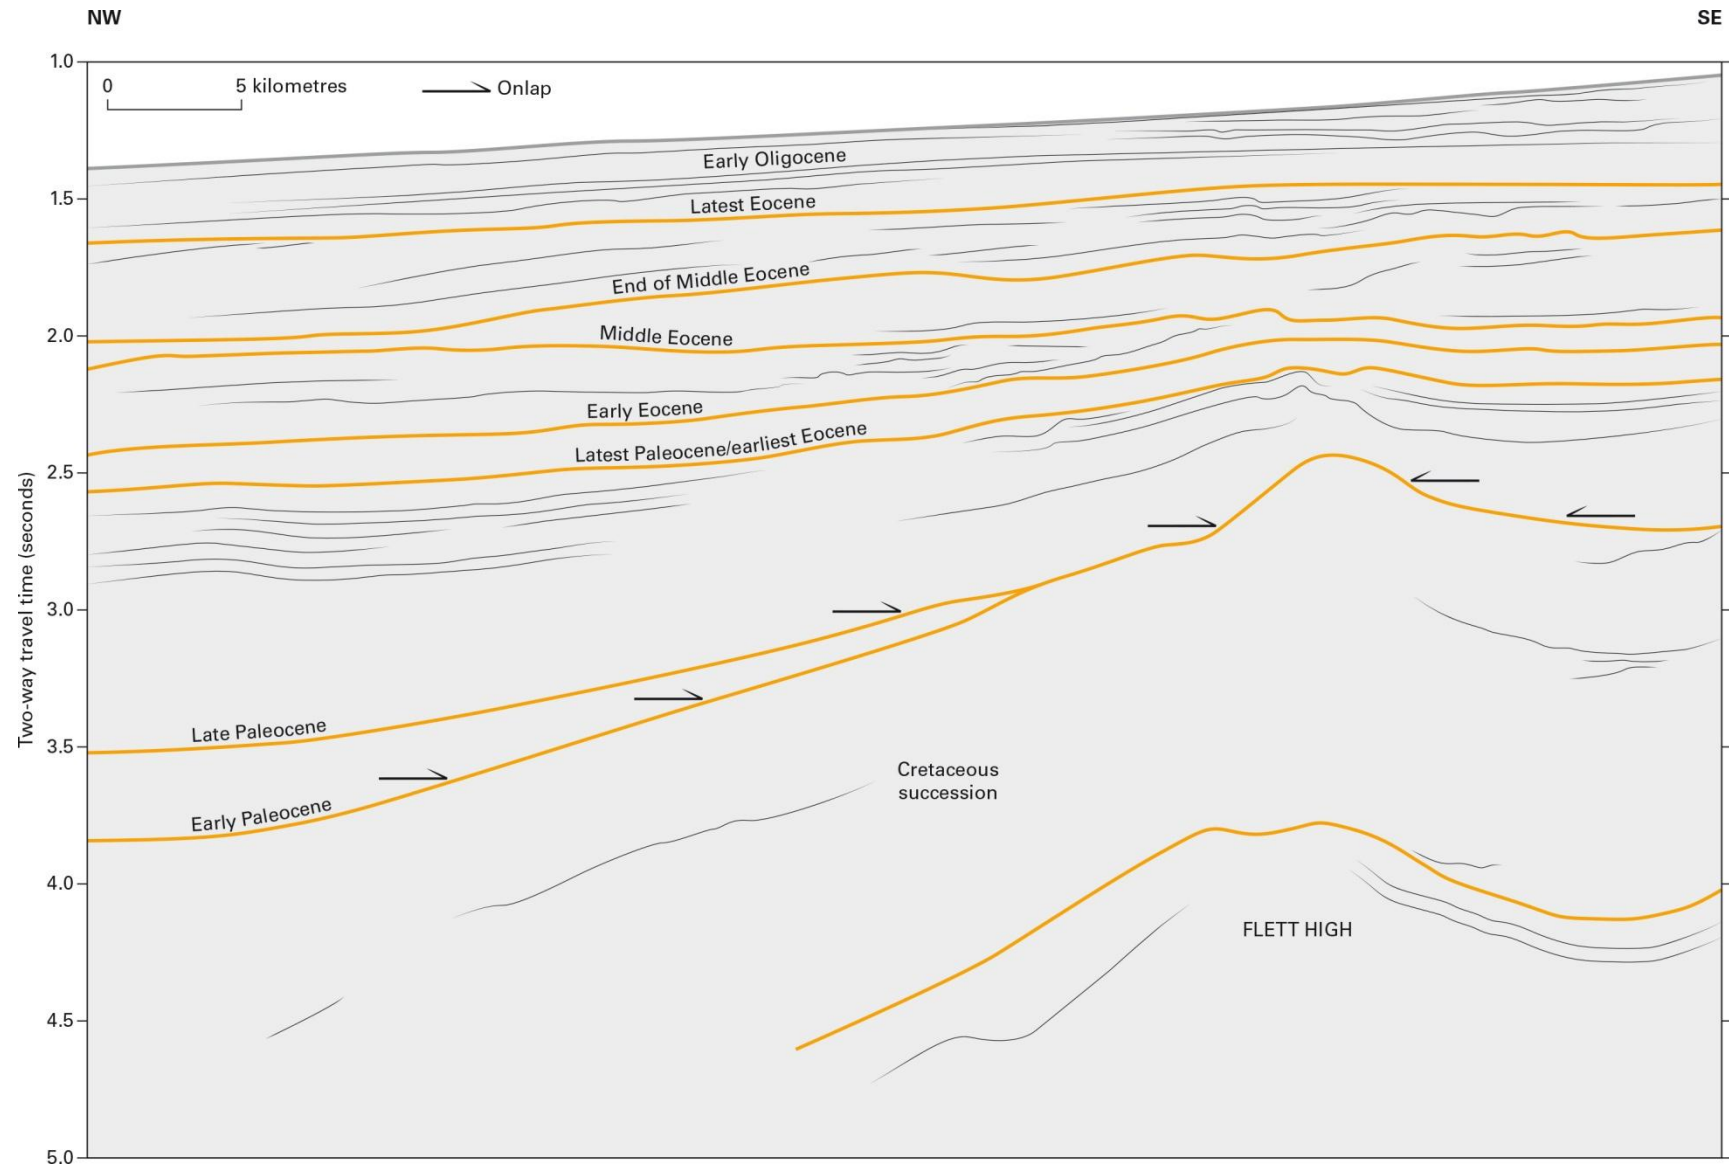 NW
SE
0
5 kilometres
Onlap
1.0
1.5
2.0
2.5
3.0
3.5
4.0
4.5
5.0
Two-way travel time (seconds)
Early Oligocene
Latest Eocene
End of Middle Eocene
Middle Eocene
Early Eocene
Latest Paleocene/earliest Eocene
Late Paleocene
Early Paleocene
Cretaceous
succession
FLETT HIGH